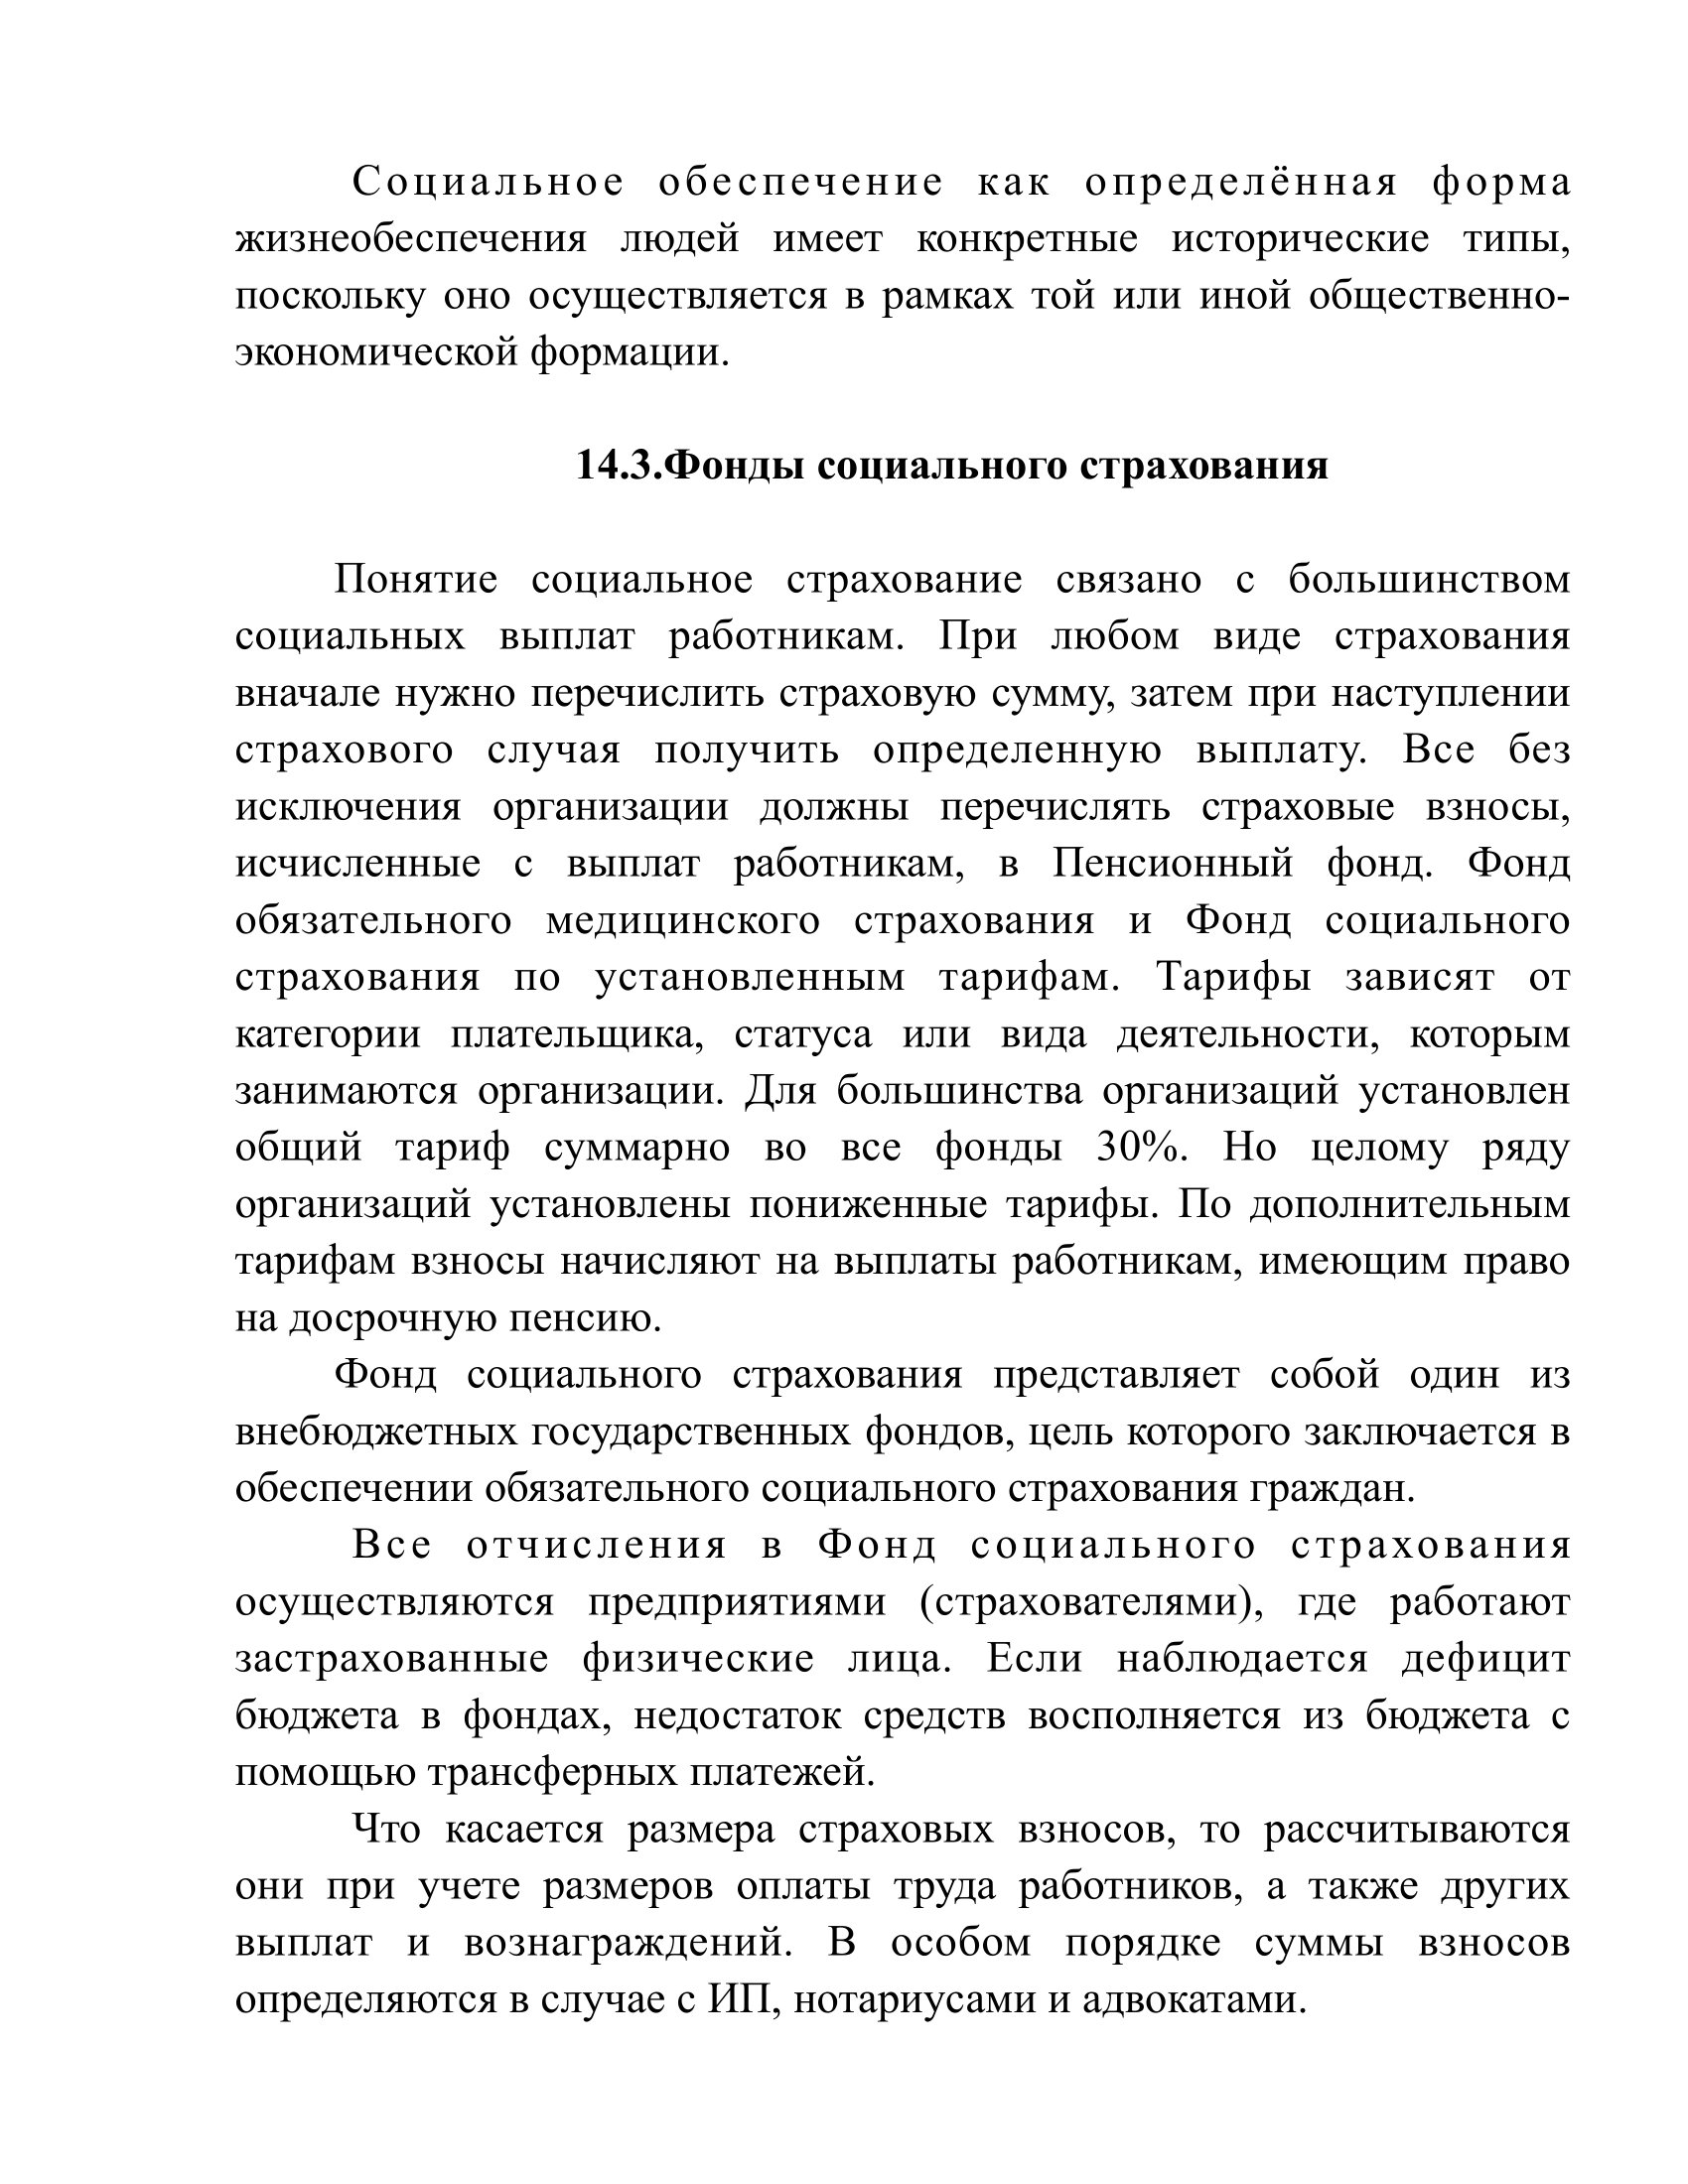 Социальное обеспечение как определённая форма
жизнеобеспечения людей имеет конкретные исторические типы,
поскольку оно осуществляется в рамках той или иной общественно-
экономической формации.
14.3.Фонды социального страхования
Понятие социальное страхование связано с большинством
социальных выплат работникам. При любом виде страхования
вначале нужно перечислить страховую сумму, затем при наступлении
страхового случая получить определенную выплату. Все без
исключения организации должны перечислять страховые взносы,
исчисленные с выплат работникам, в Пенсионный фонд. Фонд
обязательного медицинского страхования и Фонд социального
страхования по установленным тарифам. Тарифы зависят от
категории плательщика, статуса или вида деятельности, которым
занимаются организации. Для большинства организаций установлен
общий тариф суммарно во все фонды 30%. Но целому ряду
организаций установлены пониженные тарифы. По дополнительным
тарифам взносы начисляют на выплаты работникам, имеющим право
на досрочную пенсию.
Фонд социального страхования представляет собой один из
внебюджетных государственных фондов, цель которого заключается в
обеспечении обязательного социального страхования граждан.
Все отчисления в Фонд социального страхования
осуществляются предприятиями (страхователями), где работают
застрахованные физические лица. Если наблюдается дефицит
бюджета в фондах, недостаток средств восполняется из бюджета с
помощью трансферных платежей.
Что касается размера страховых взносов, то рассчитываются
они при учете размеров оплаты труда работников, а также других
выплат и вознаграждений. В особом порядке суммы взносов
определяются в случае с ИП, нотариусами и адвокатами.